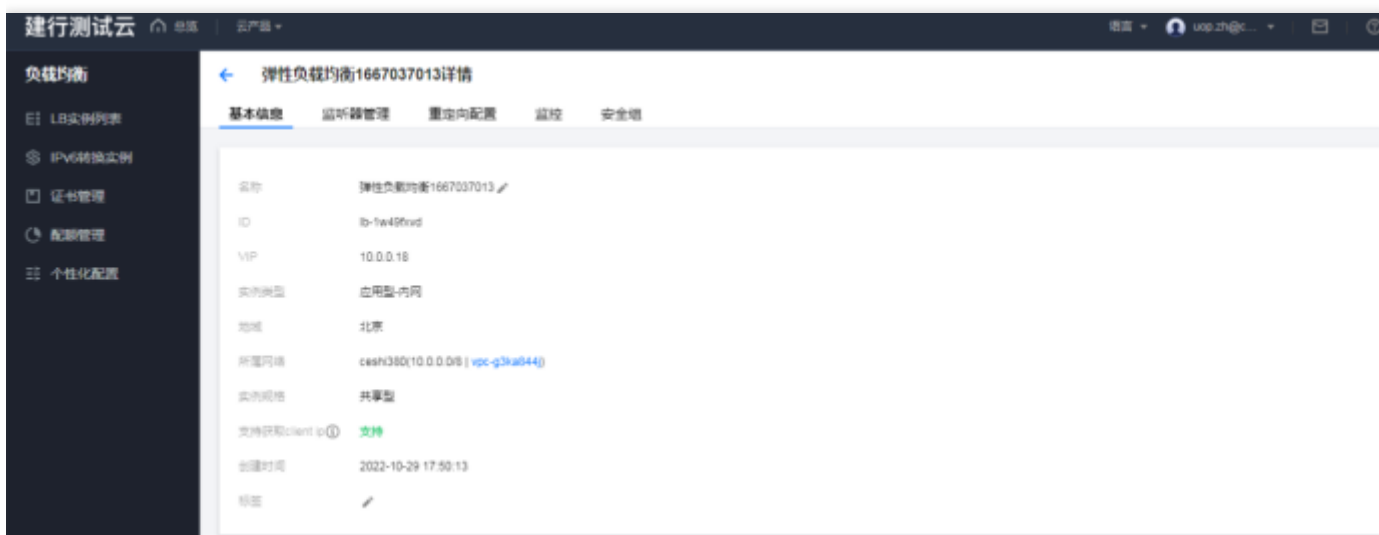 建行测试云 总览 云产品 语言 uop.zh@c...
负载均衡
LB实例列表
IPv6转换实例
证书管理
配额管理
个性化配置
弹性负载均衡1667037013详情
基本信息 监听器管理 重定向配置 监控 安全组
名称 弹性负载均衡1667037013
ID
VIP 10.0.0.18
实例类型 应用型-内网
地域 北京
所属网络 ceshi380(10.0.0.0/8 |
实例规格 共享型
支持获取client ip 支持
创建时间 2022-10-29 17:50:13
标签